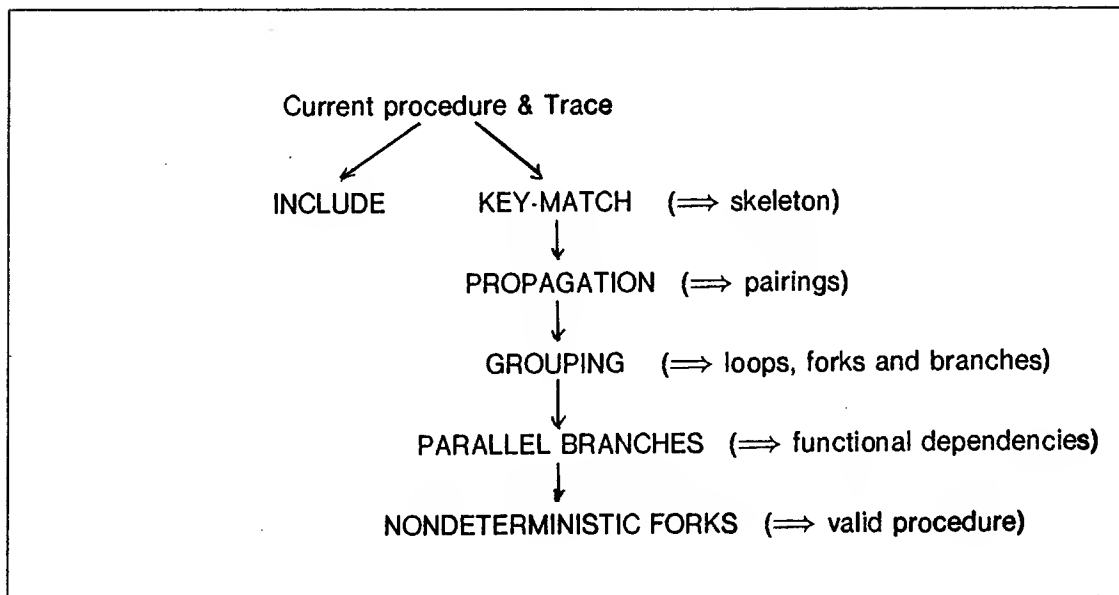 Current procedure & Trace
INCLUDE KEY-MATCH (⟹ skeleton)
PROPAGATION (⟹ pairings)
GROUPING (⟹ loops, forks and branches)
PARALLEL BRANCHES (⟹ functional dependencies)
NONDETERMINISTIC FORKS (⟹ valid procedure)